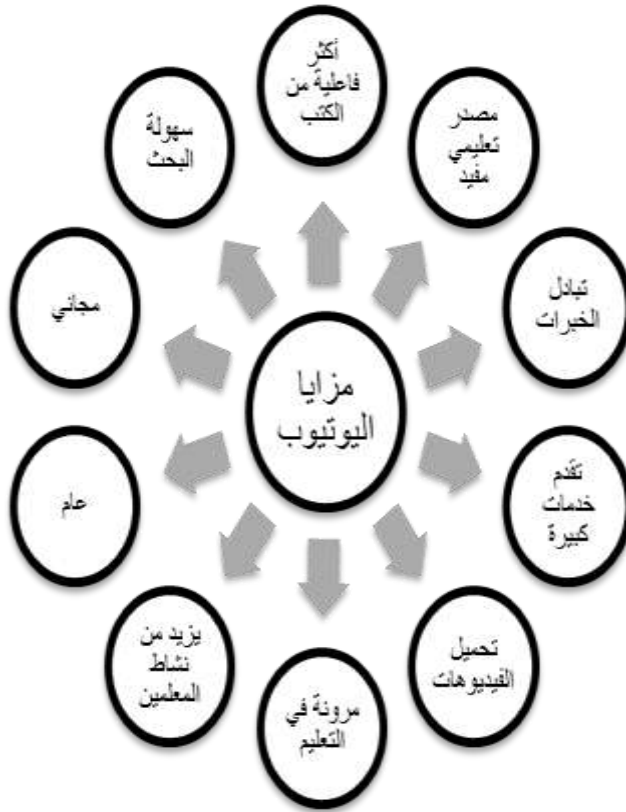 مزايا
اليوتيوب
أكثر
فاعلية من
الكتب
مصدر
تعليمي
مفيد
تبادل
الخبرات
تقدم
خدمات
كبيرة
تحميل
الفيديوهات
مرونة في
التعليم
يزيد من
نشاط
المعلمين
عام
مجاني
سهولة
البحث